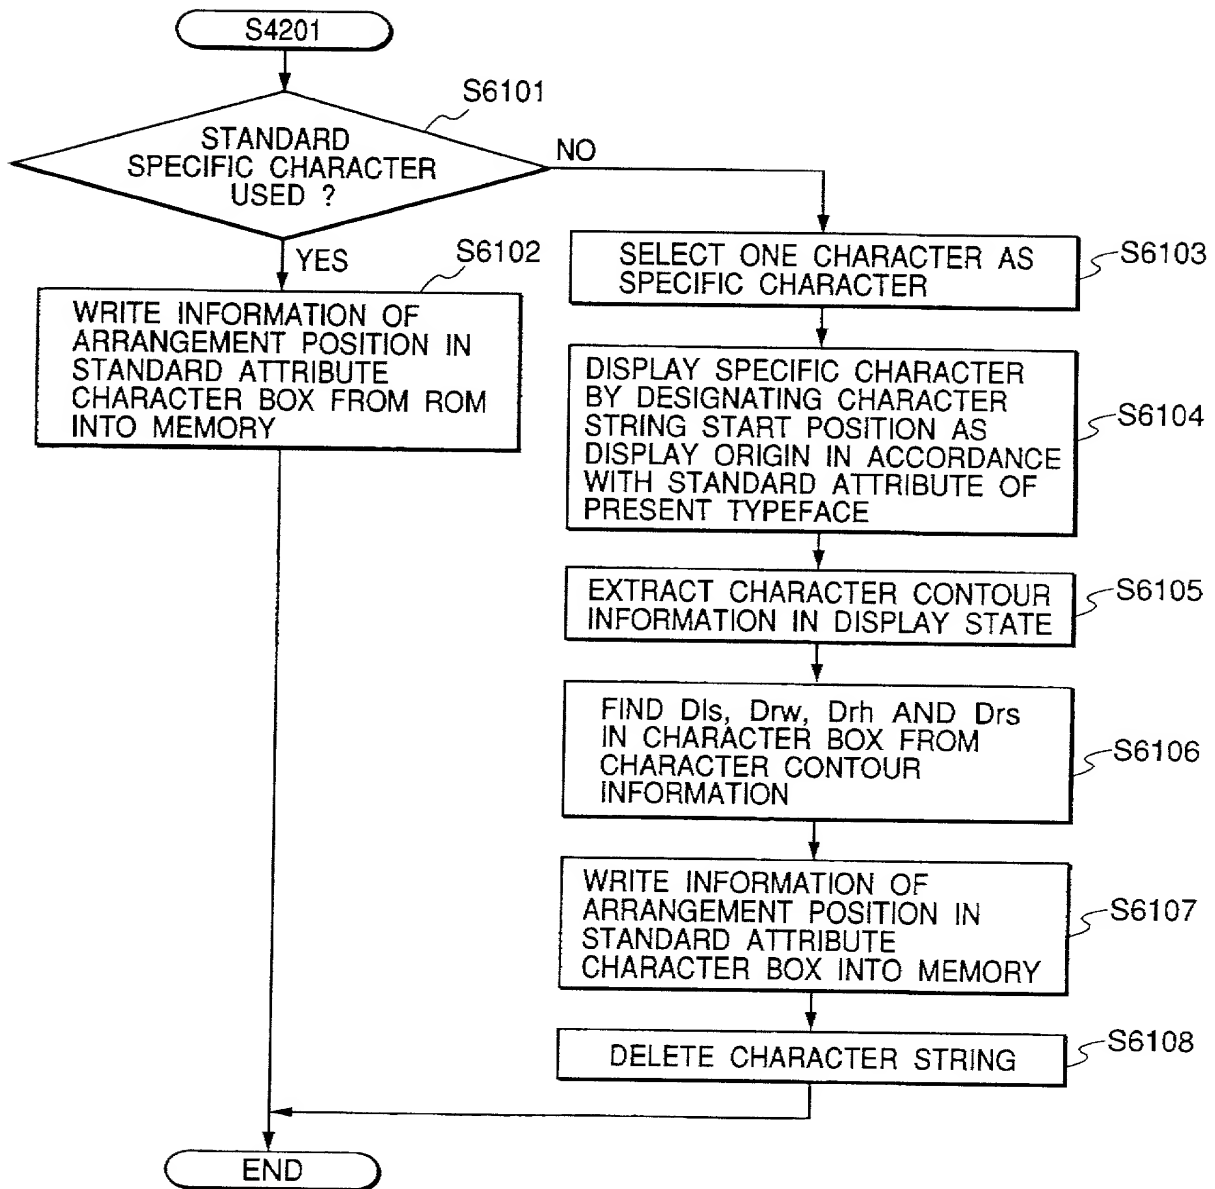 S4201
S6101
STANDARD
SPECIFIC CHARACTER
USED ?
NO
YES
S6102
WRITE INFORMATION OF
ARRANGEMENT POSITION IN
STANDARD ATTRIBUTE
CHARACTER BOX FROM ROM
INTO MEMORY
SELECT ONE CHARACTER AS
SPECIFIC CHARACTER
S6103
DISPLAY SPECIFIC CHARACTER
BY DESIGNATING CHARACTER
STRING START POSITION AS
DISPLAY ORIGIN IN ACCORDANCE
WITH STANDARD ATTRIBUTE OF
PRESENT TYPEFACE
S6104
EXTRACT CHARACTER CONTOUR
INFORMATION IN DISPLAY STATE
S6105
FIND Dls, Drw, Drh AND Drs
IN CHARACTER BOX FROM
CHARACTER CONTOUR
INFORMATION
S6106
WRITE INFORMATION OF
ARRANGEMENT POSITION IN
STANDARD ATTRIBUTE
CHARACTER BOX INTO MEMORY
S6107
DELETE CHARACTER STRING
S6108
END